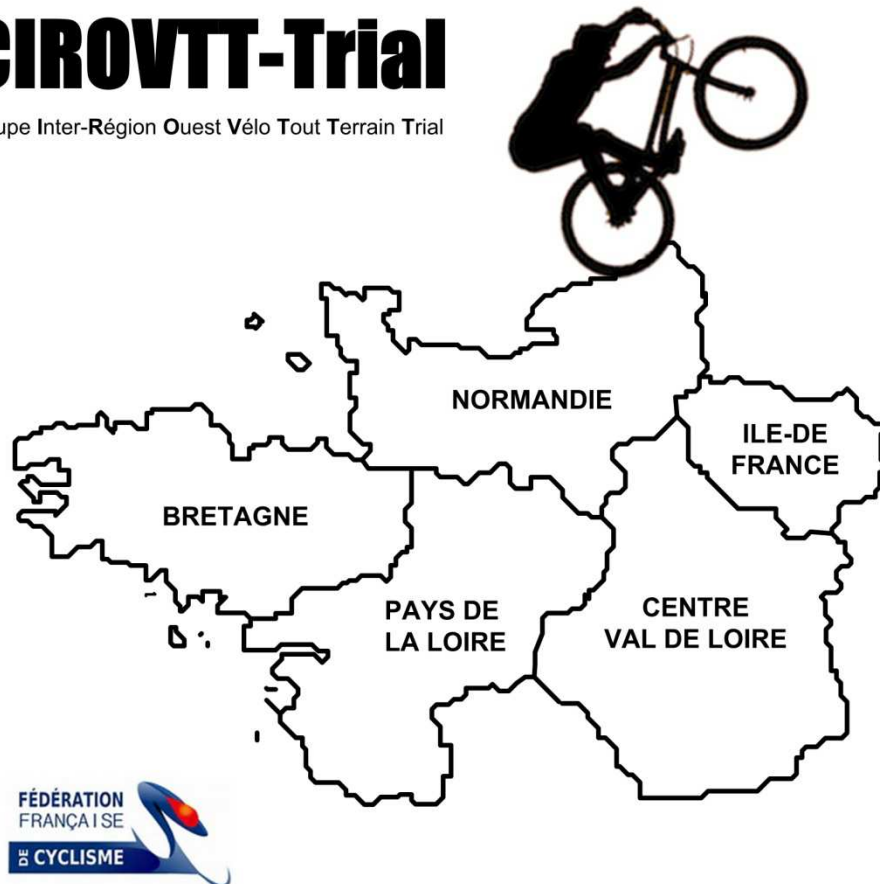 CIROVTT-Trial
upe Inter-Région Ouest Vélo Tout Terrain Trial
NORMANDIE
ILE-DE
FRANCE
BRETAGNE
PAYS DE
LA LOIRE
CENTRE
VAL DE LOIRE
FÉDÉRATION
FRANÇAISE
DE CYCLISME